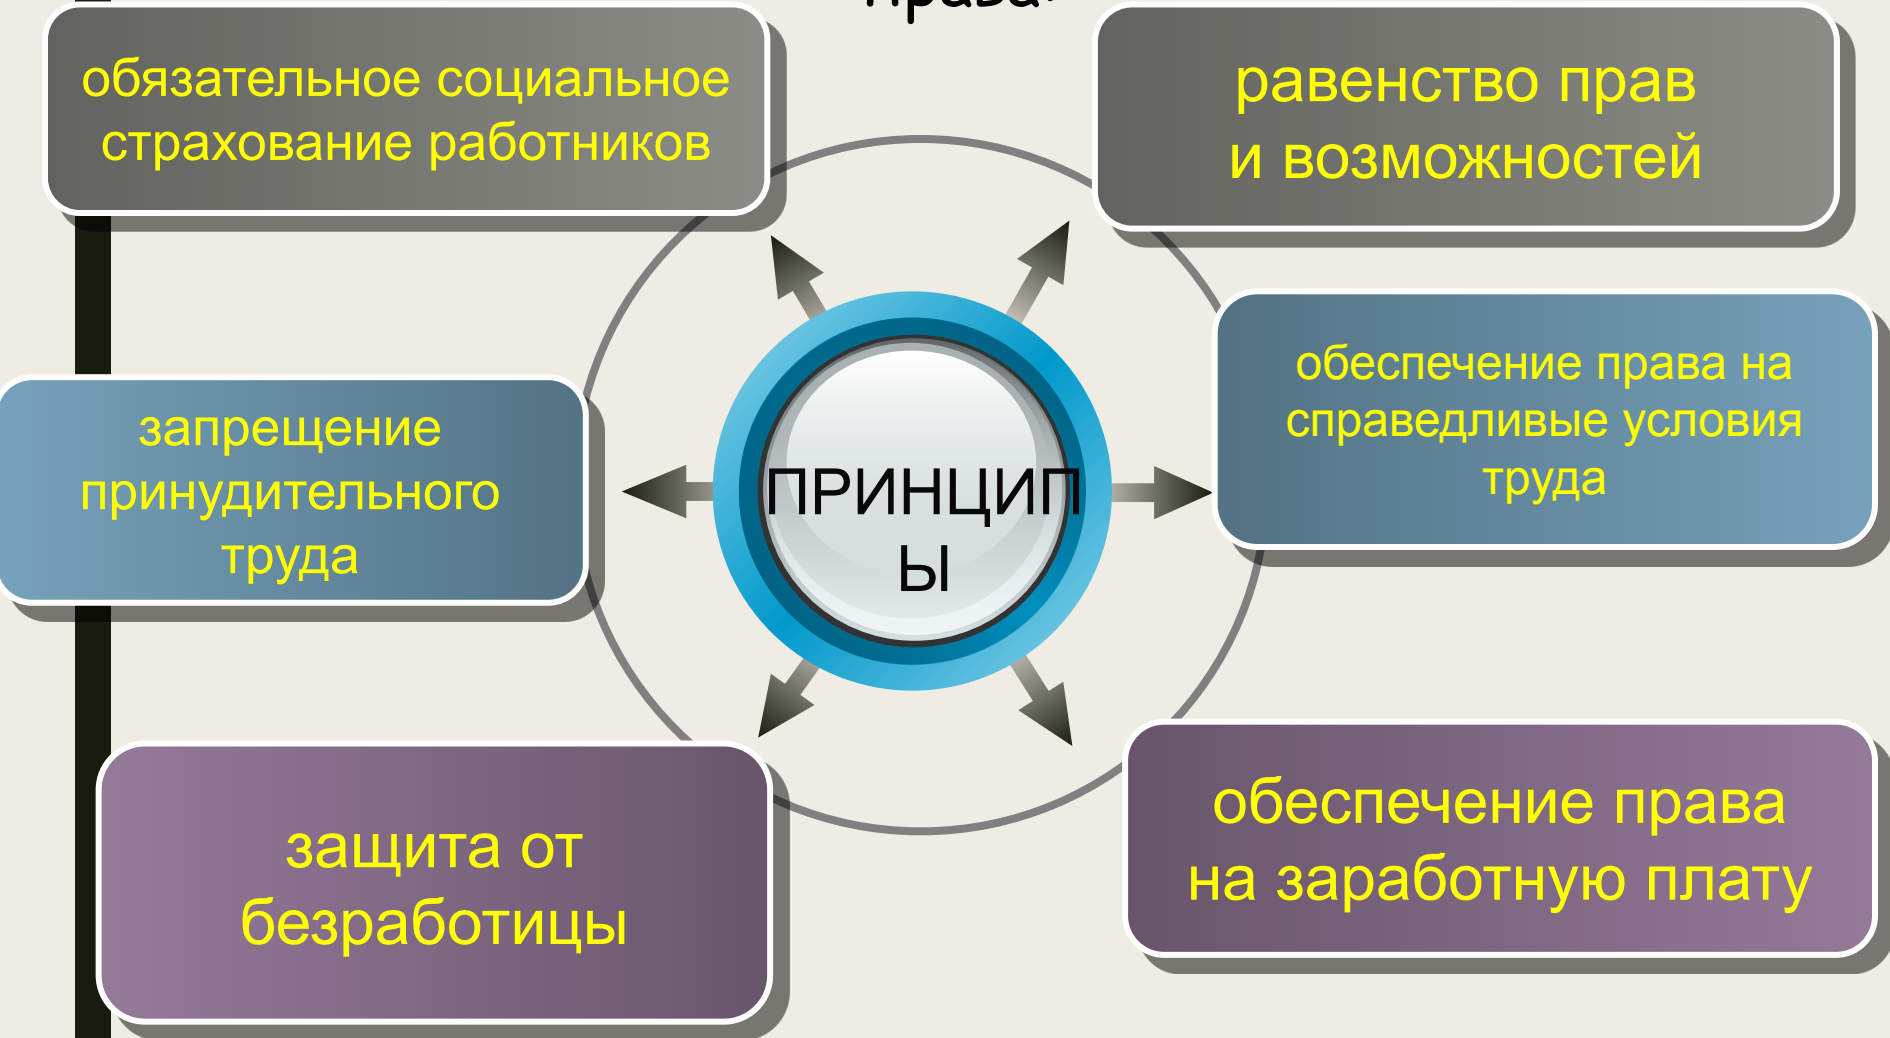 права.
обязательное социальное
страхование работников
равенство прав
и возможностей
запрещение
принудительного
труда
ПРИНЦИП
Ы
обеспечение права на
справедливые условия
труда
защита от
безработицы
обеспечение права
на заработную плату